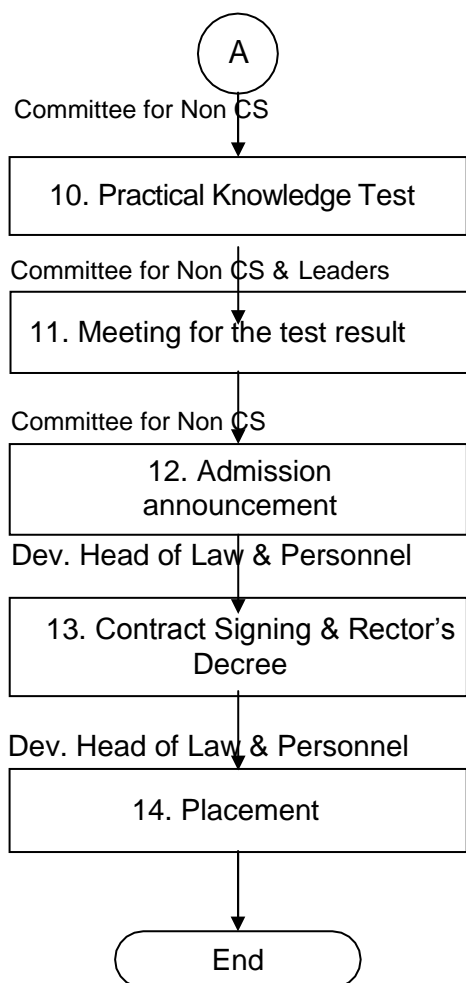 A
Committee for Non CS
10. Practical Knowledge Test
Committee for Non CS & Leaders
11. Meeting for the test result
Committee for Non CS
12. Admission
announcement
Dev. Head of Law & Personnel
13. Contract Signing & Rector’s
Decree
Dev. Head of Law & Personnel
14. Placement
End